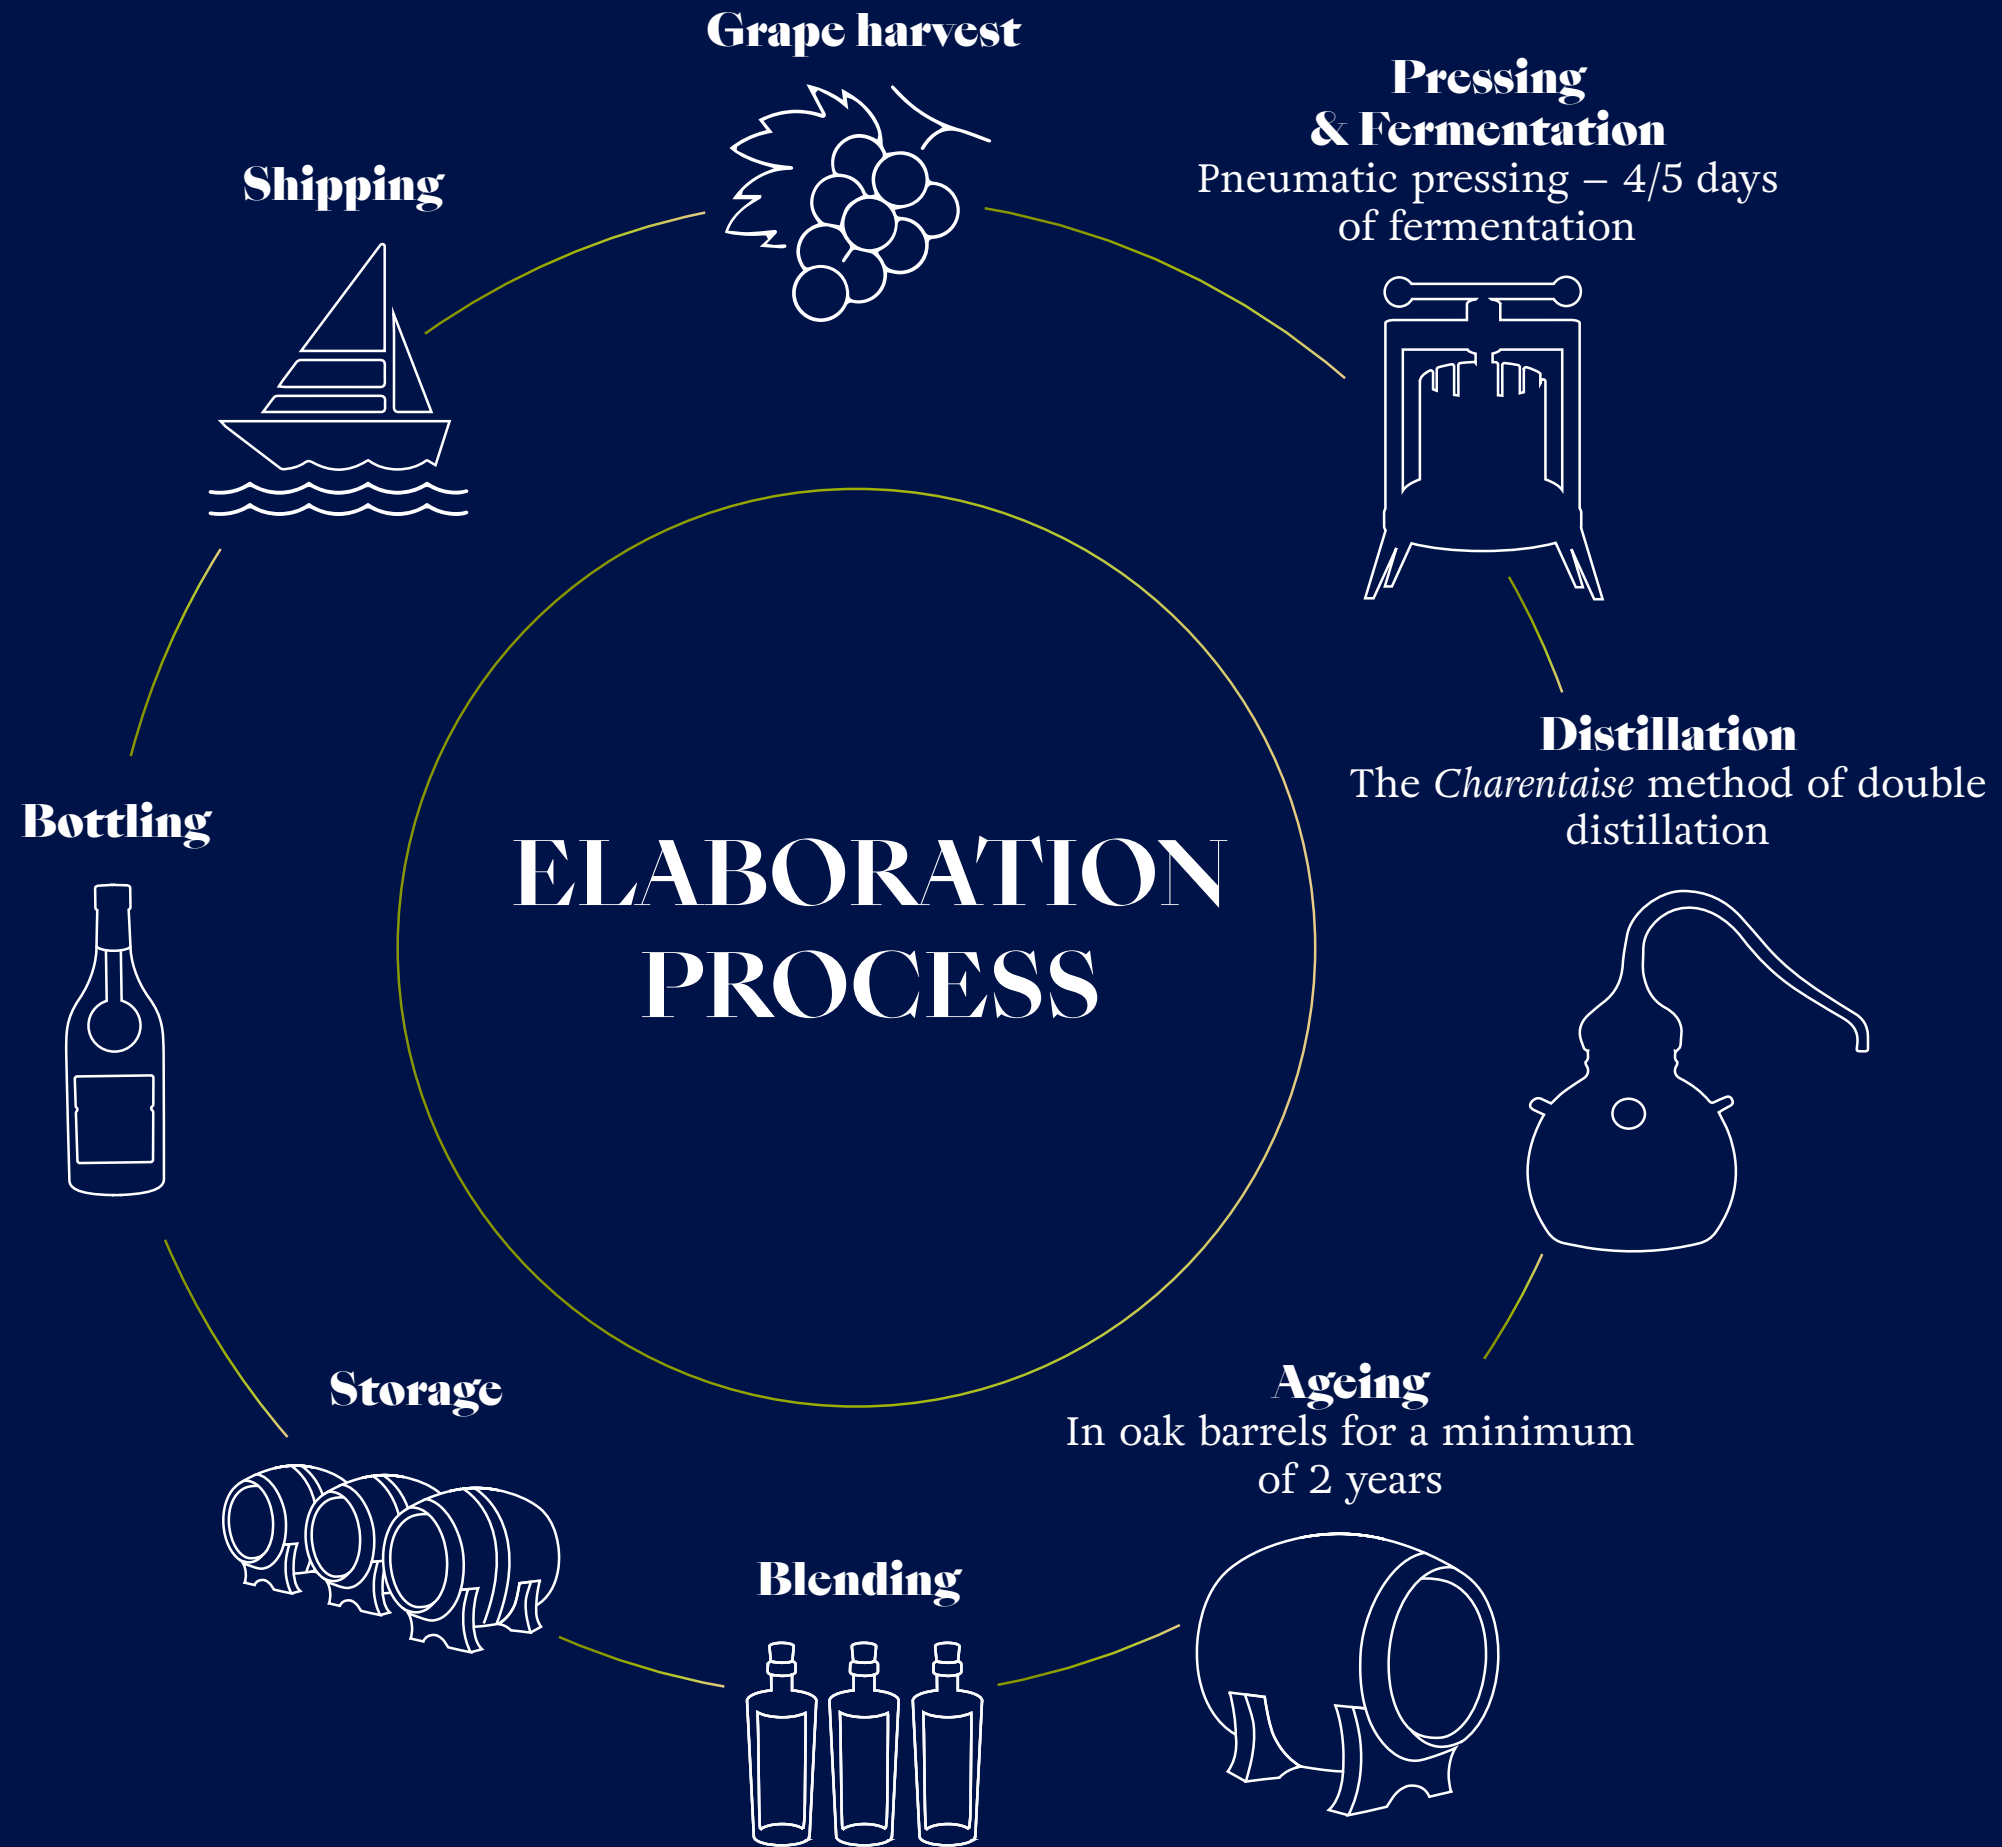 Grape harvest
Pressing
& Fermentation
Pneumatic pressing – 4/5 days
of fermentation
Shipping
Distillation
The Charentaise method of double
distillation
Bottling
ELABORATION
PROCESS
Ageing
In oak barrels for a minimum
of 2 years
Storage
Blending